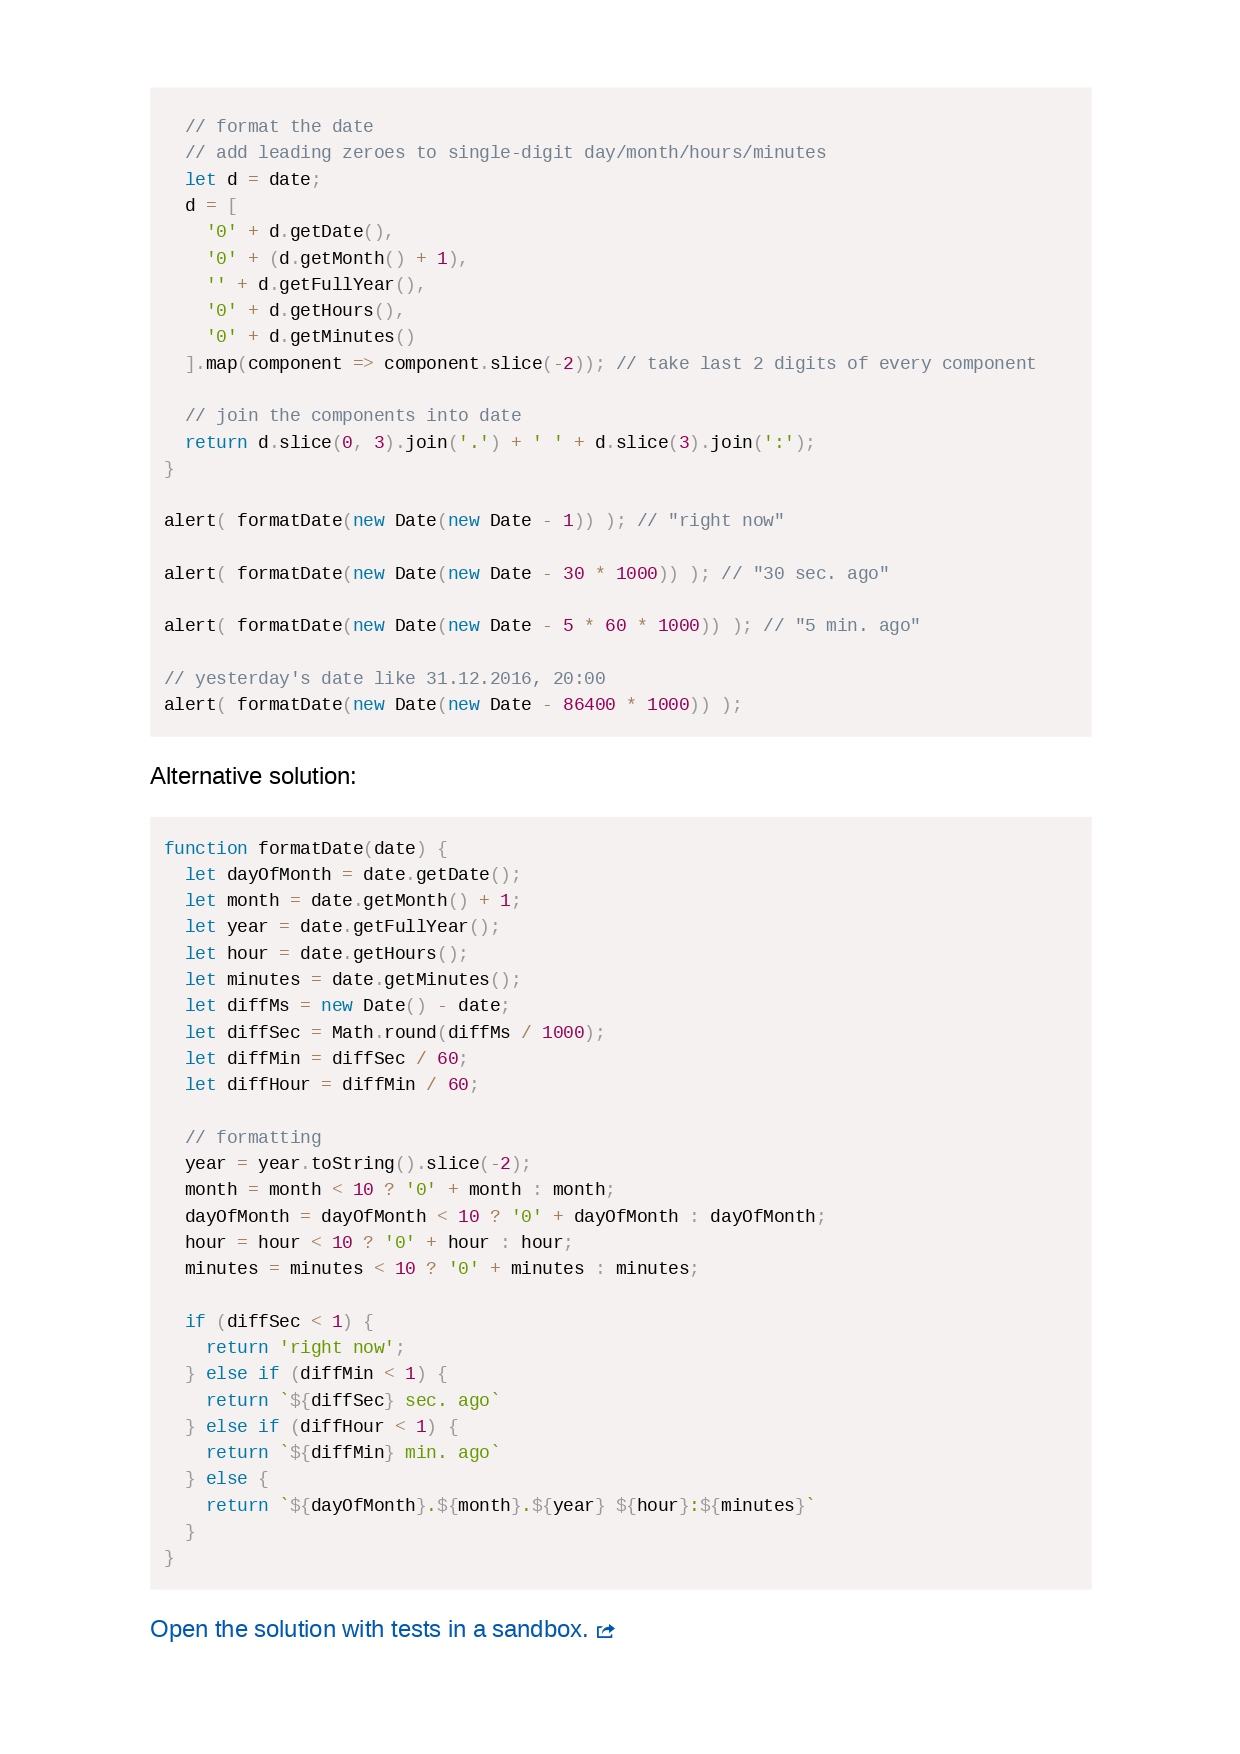 // format the date
  // add leading zeroes to single-digit day/month/hours/minutes
  let d = date;
  d = [
    '0' + d.getDate(),
    '0' + (d.getMonth() + 1),
    '' + d.getFullYear(),
    '0' + d.getHours(),
    '0' + d.getMinutes()
  ].map(component => component.slice(-2)); // take last 2 digits of every component

  // join the components into date
  return d.slice(0, 3).join('.') + ' ' + d.slice(3).join(':');
}

alert( formatDate(new Date(new Date - 1)) ); // "right now"

alert( formatDate(new Date(new Date - 30 * 1000)) ); // "30 sec. ago"

alert( formatDate(new Date(new Date - 5 * 60 * 1000)) ); // "5 min. ago"

// yesterday's date like 31.12.2016, 20:00
alert( formatDate(new Date(new Date - 86400 * 1000)) );

Alternative solution:

function formatDate(date) {
  let dayOfMonth = date.getDate();
  let month = date.getMonth() + 1;
  let year = date.getFullYear();
  let hour = date.getHours();
  let minutes = date.getMinutes();
  let diffMs = new Date() - date;
  let diffSec = Math.round(diffMs / 1000);
  let diffMin = diffSec / 60;
  let diffHour = diffMin / 60;

  // formatting
  year = year.toString().slice(-2);
  month = month < 10 ? '0' + month : month;
  dayOfMonth = dayOfMonth < 10 ? '0' + dayOfMonth : dayOfMonth;
  hour = hour < 10 ? '0' + hour : hour;
  minutes = minutes < 10 ? '0' + minutes : minutes;

  if (diffSec < 1) {
    return 'right now';
  } else if (diffMin < 1) {
    return `${diffSec} sec. ago`
  } else if (diffHour < 1) {
    return `${diffMin} min. ago`
  } else {
    return `${dayOfMonth}.${month}.${year} ${hour}:${minutes}`
  }
}

Open the solution with tests in a sandbox.